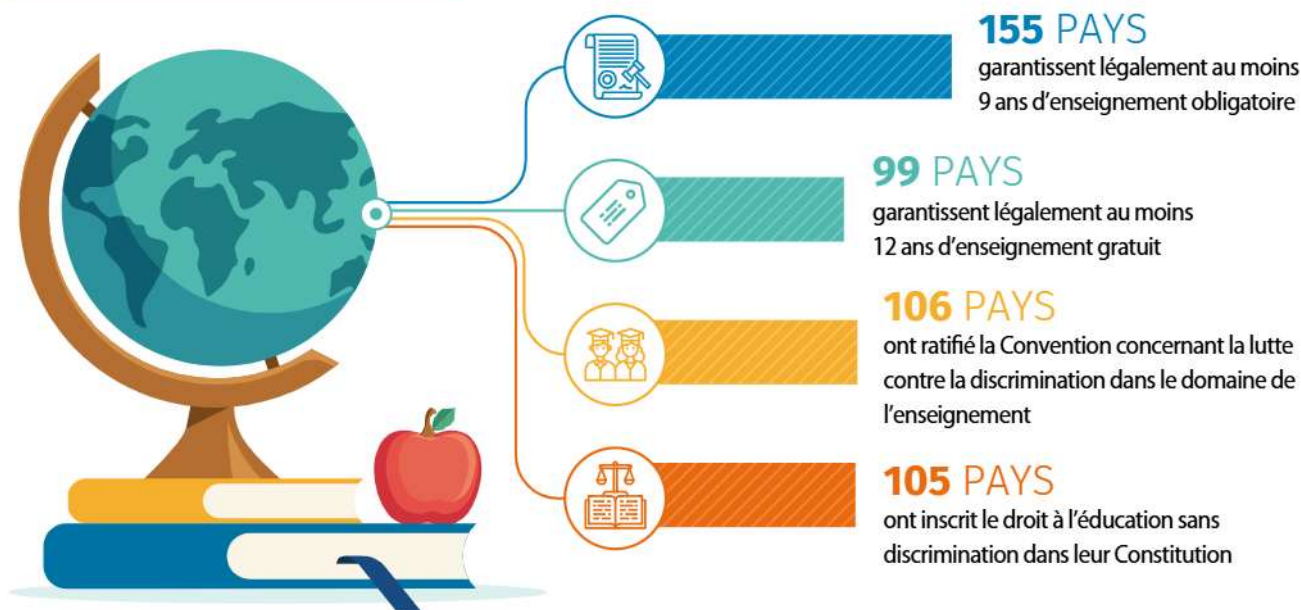 155 PAYS
garantissent légalement au moins
9 ans d’enseignement obligatoire
99 PAYS
garantissent légalement au moins
12 ans d’enseignement gratuit
106 PAYS
ont ratifié la Convention concernant la lutte
contre la discrimination dans le domaine de
l’enseignement
105 PAYS
ont inscrit le droit à l’éducation sans
discrimination dans leur Constitution